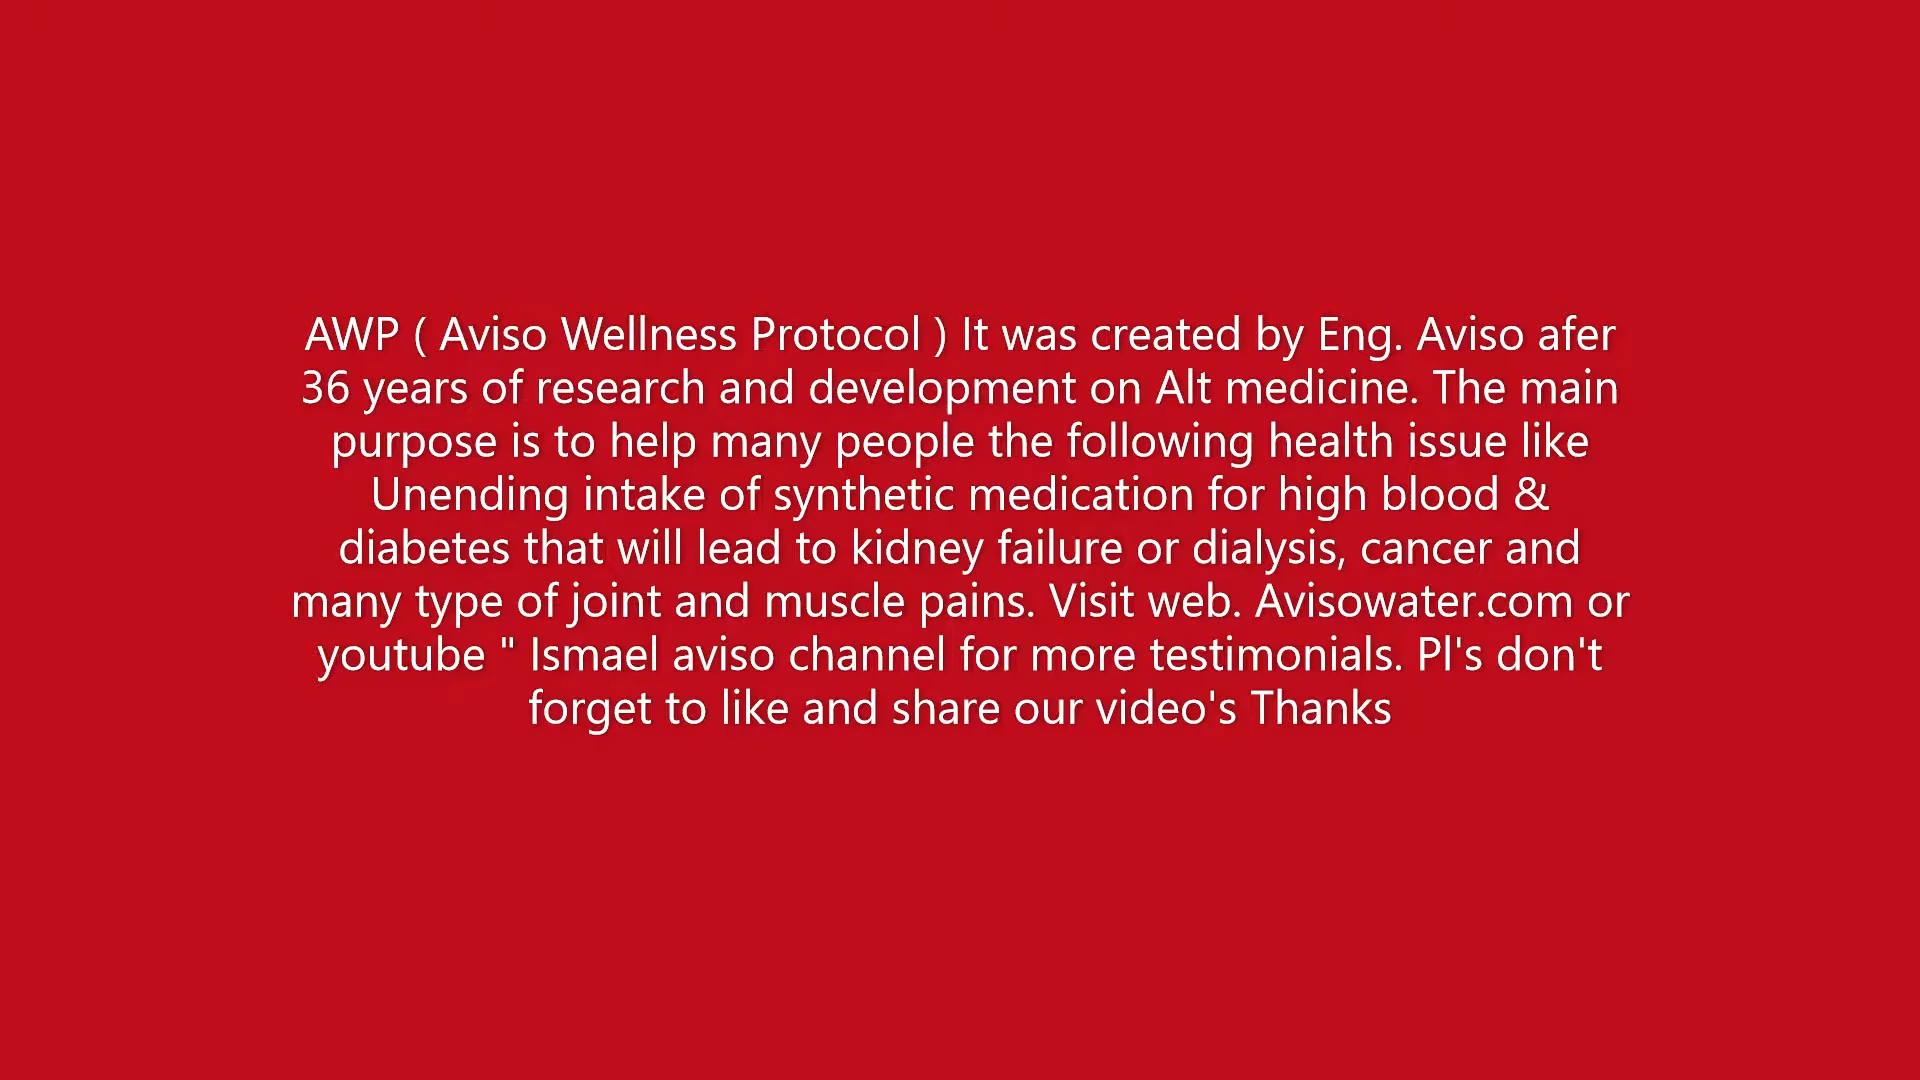 AWP ( Aviso Wellness Protocol ) It was created by Eng. Aviso afer
36 years of research and development on Alt medicine. The main
purpose is to help many people the following health issue like
Unending intake of synthetic medication for high blood &
diabetes that will lead to kidney failure or dialysis, cancer and
many type of joint and muscle pains. Visit web. Avisowater.com or
youtube " Ismael aviso channel for more testimonials. Pl's don't
forget to like and share our video's Thanks